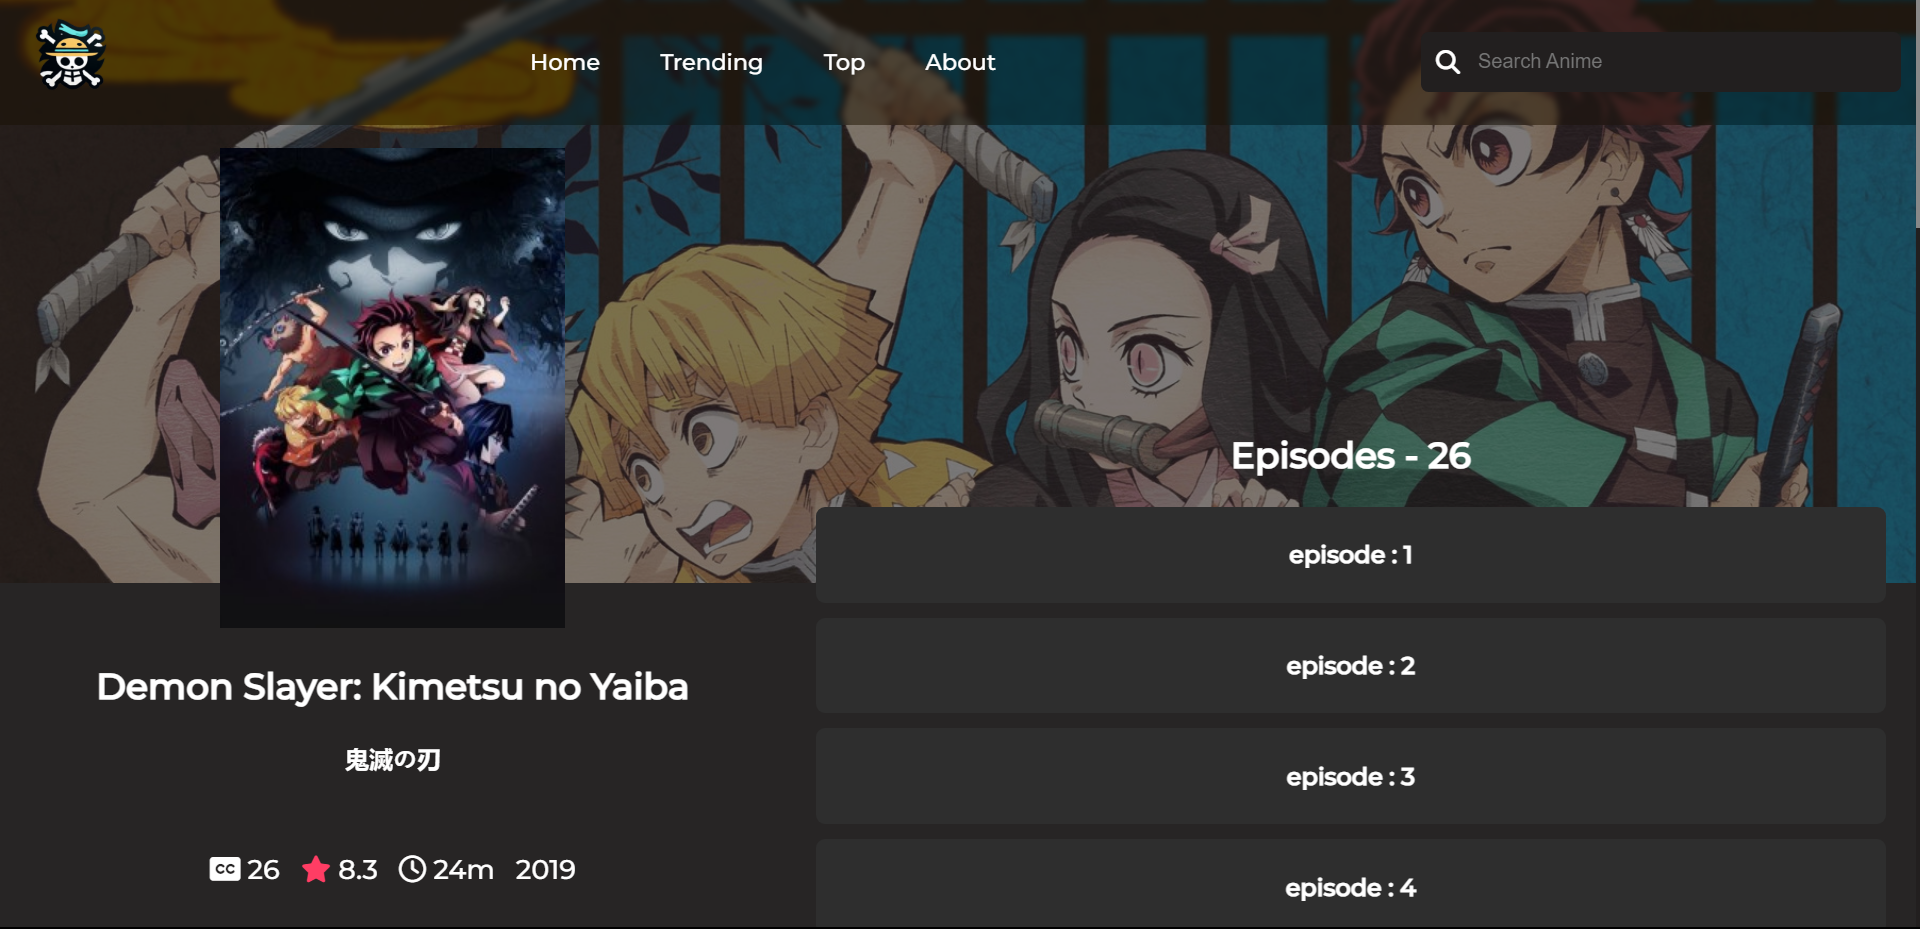 Home
Trending
Top
About
Search Anime
Episodes - 26
episode : 1
episode : 2
episode : 3
episode : 4
Demon Slayer: Kimetsu no Yaiba
鬼滅の刃
CC 26
8.3
24m
2019